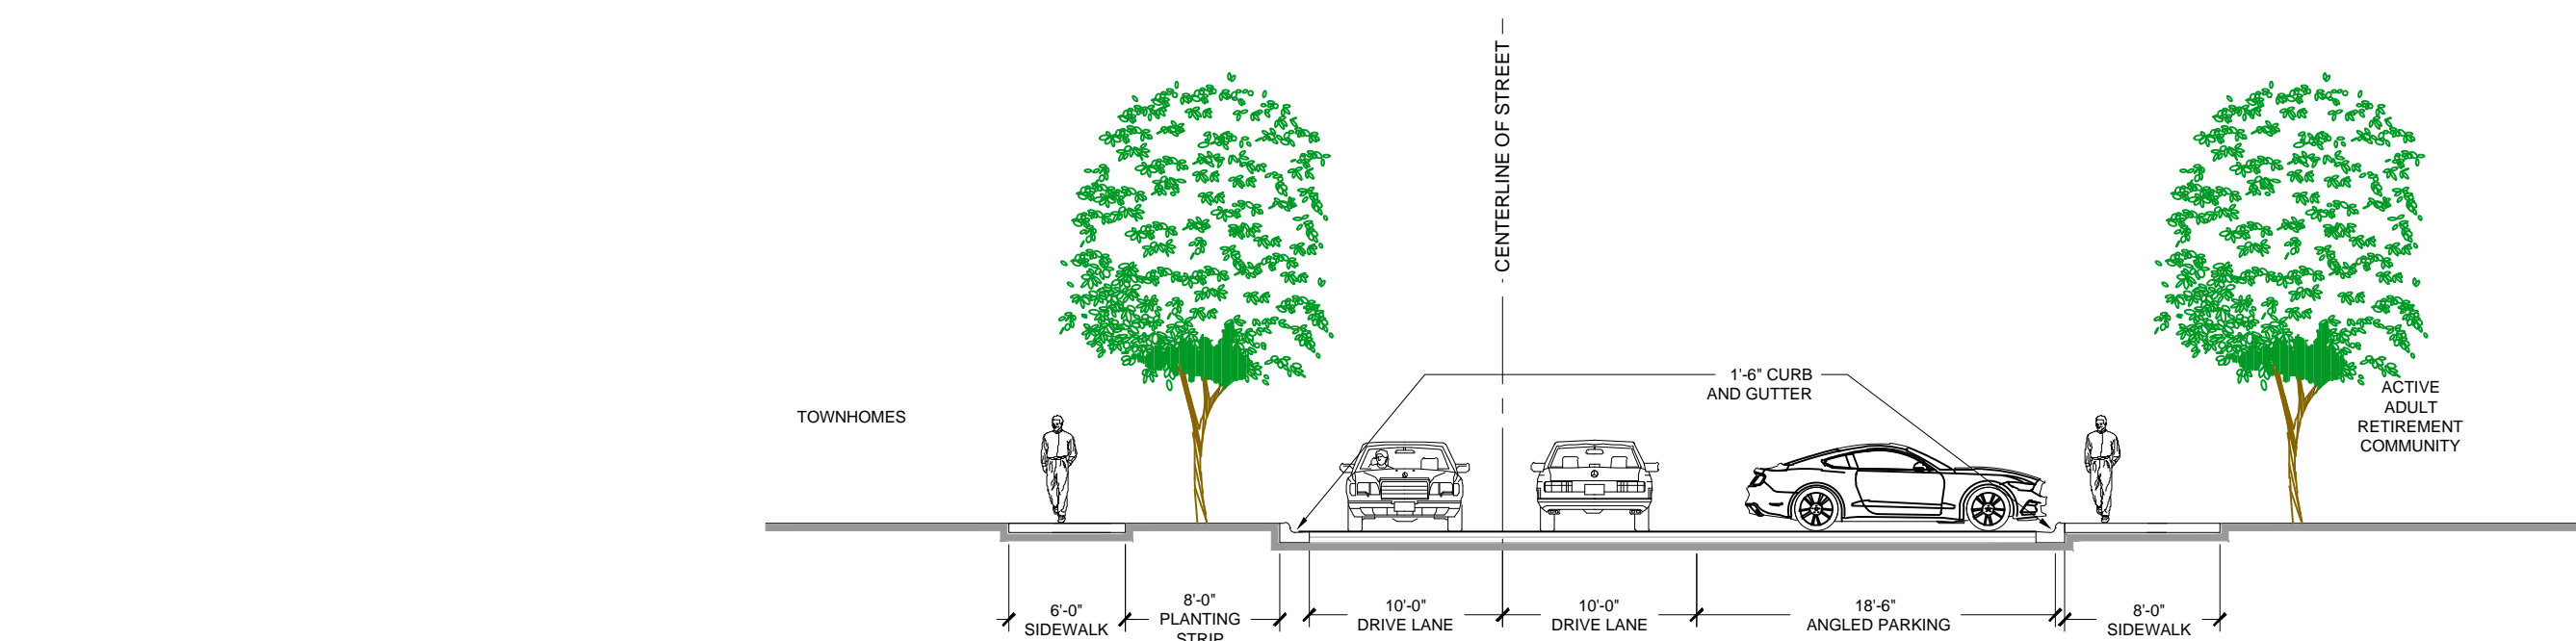 CENTERLINE OF STREET
1'-6" CURB
AND GUTTER
TOWNHOMES
ACTIVE
ADULT
RETIREMENT
COMMUNITY
6'-0"
SIDEWALK
8'-0"
PLANTING
STRIP
10'-0"
DRIVE LANE
10'-0"
DRIVE LANE
18'-6"
ANGLED PARKING
8'-0"
SIDEWALK